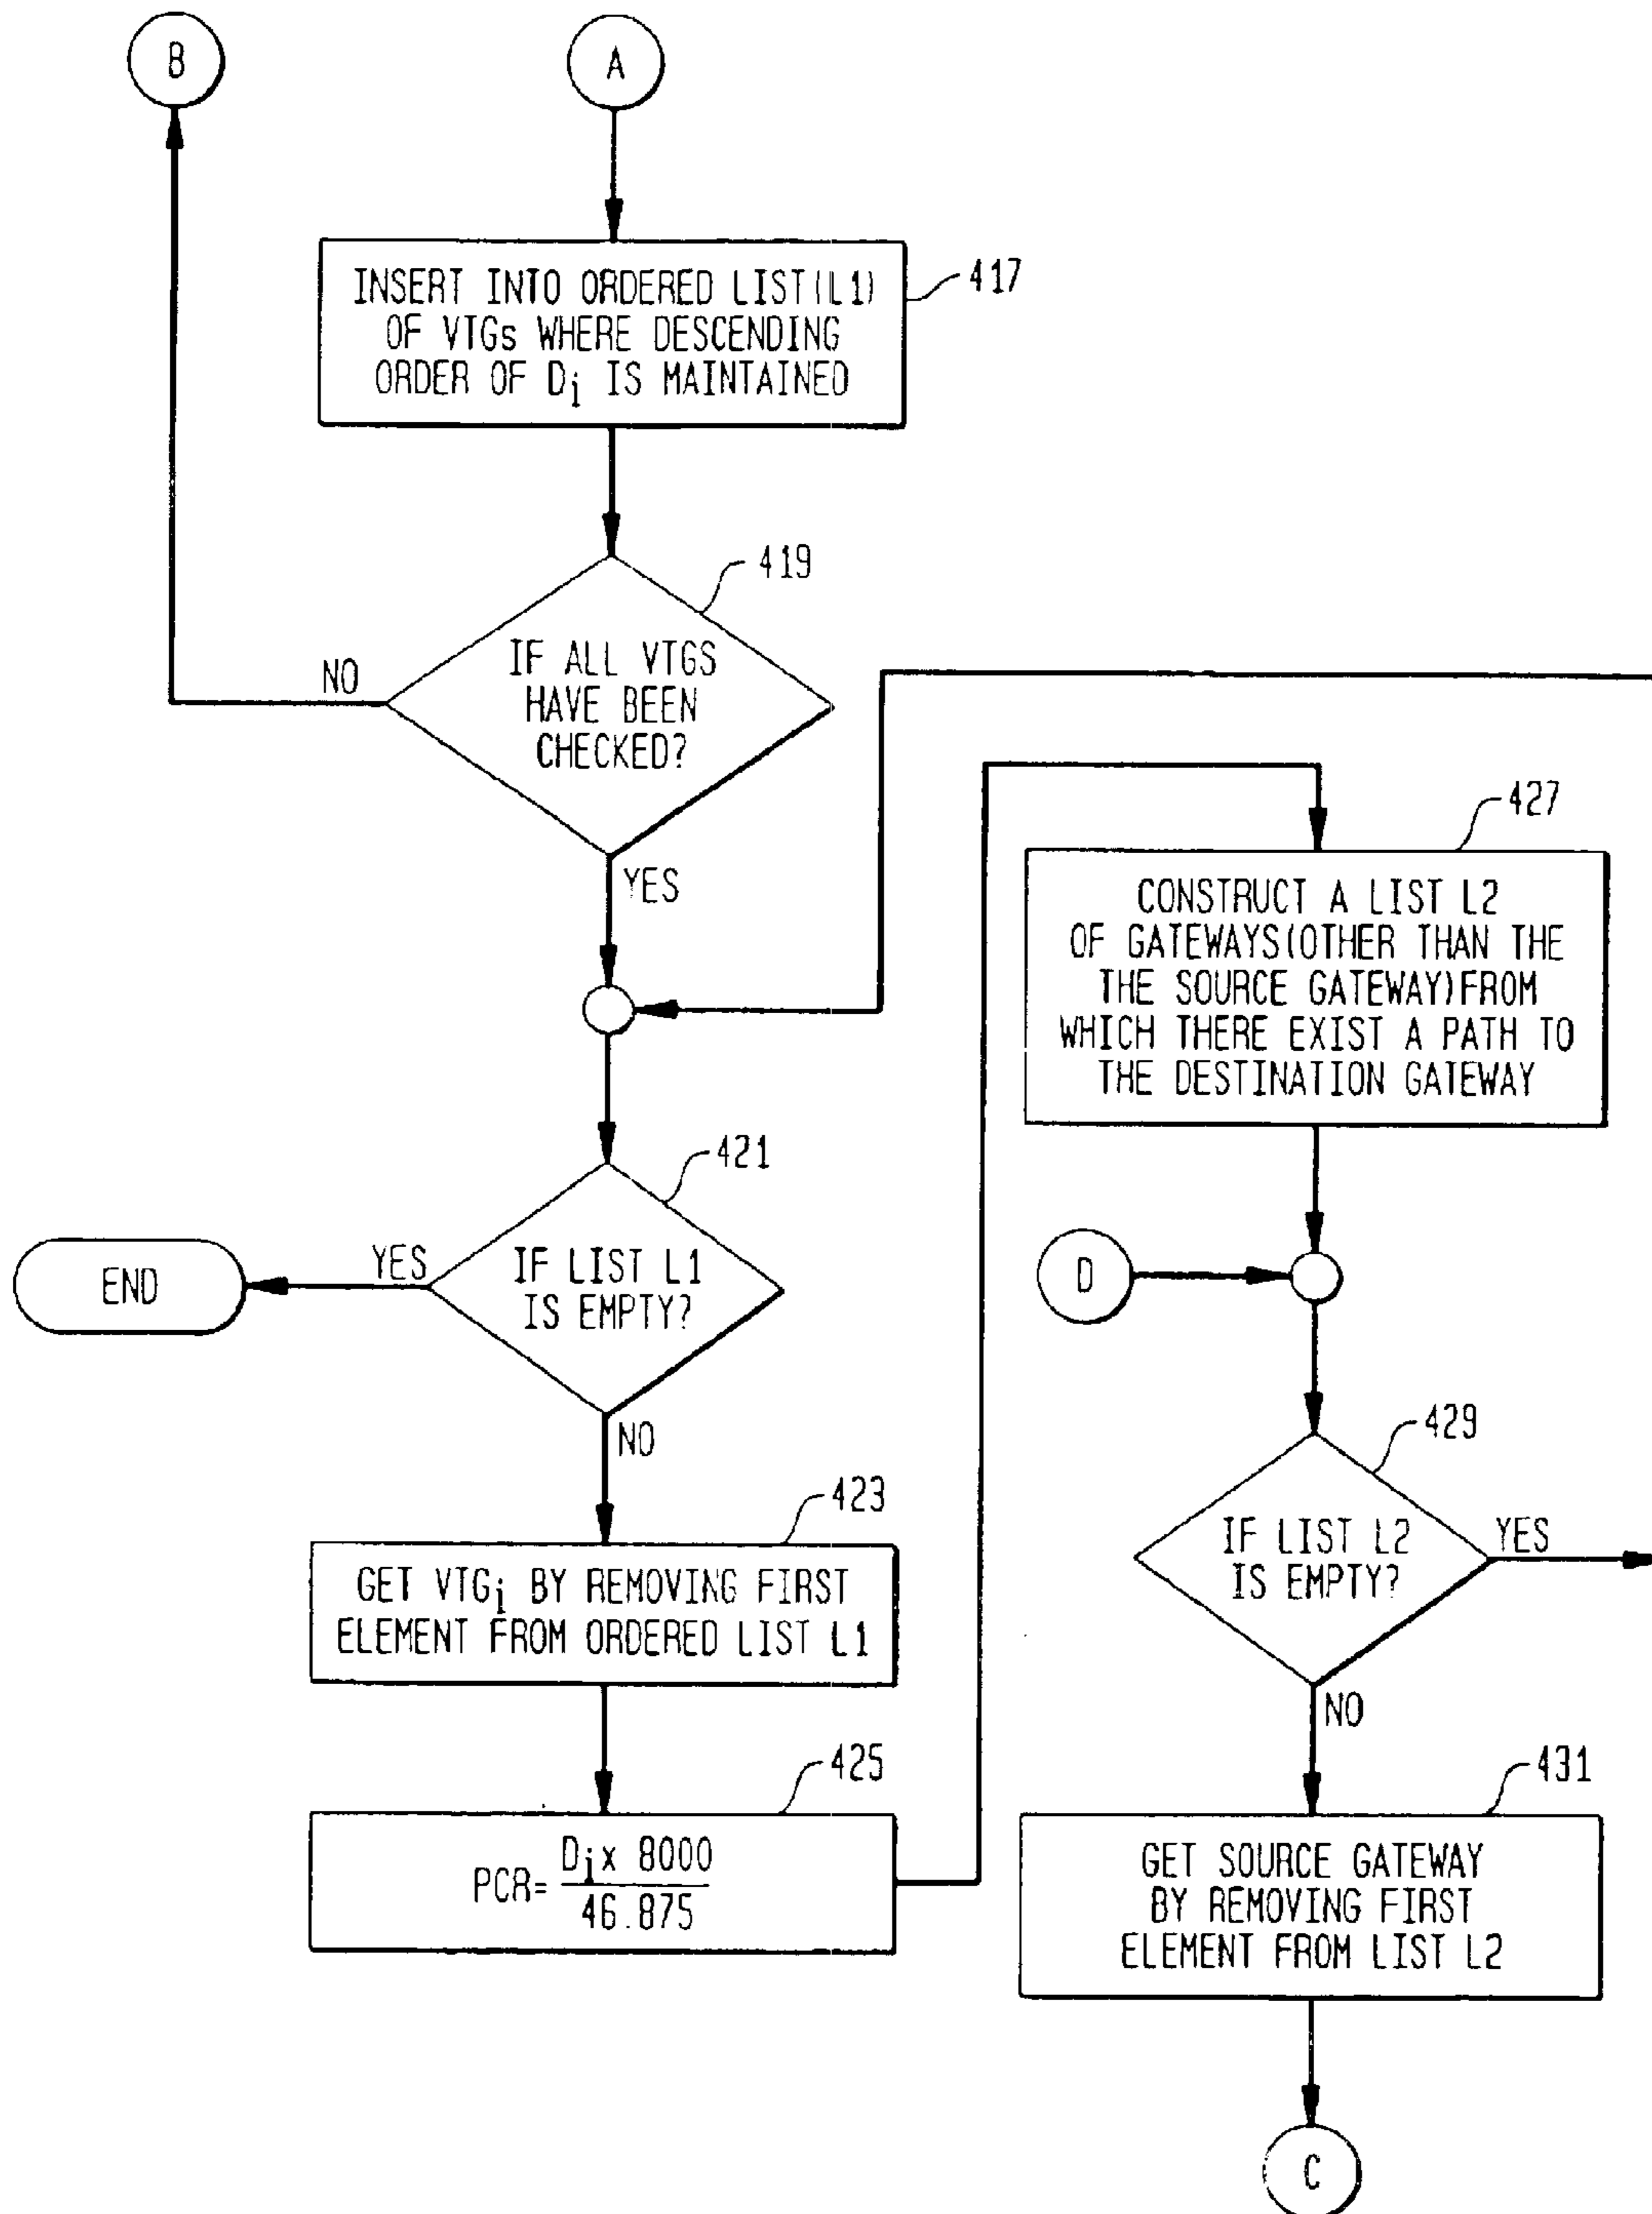 B
A
INSERT INTO ORDERED LIST(L1)
OF VTGs WHERE DESCENDING
ORDER OF Di IS MAINTAINED
417
419
IF ALL VTGS
HAVE BEEN
CHECKED?
NO
YES
421
IF LIST L1
IS EMPTY?
YES
END
NO
423
GET VTGi BY REMOVING FIRST
ELEMENT FROM ORDERED LIST L1
425
PCR= Di x 8000
46.875
427
CONSTRUCT A LIST L2
OF GATEWAYS(OTHER THAN THE
THE SOURCE GATEWAY)FROM
WHICH THERE EXIST A PATH TO
THE DESTINATION GATEWAY
D
429
IF LIST L2
IS EMPTY?
YES
NO
431
GET SOURCE GATEWAY
BY REMOVING FIRST
ELEMENT FROM LIST L2
C